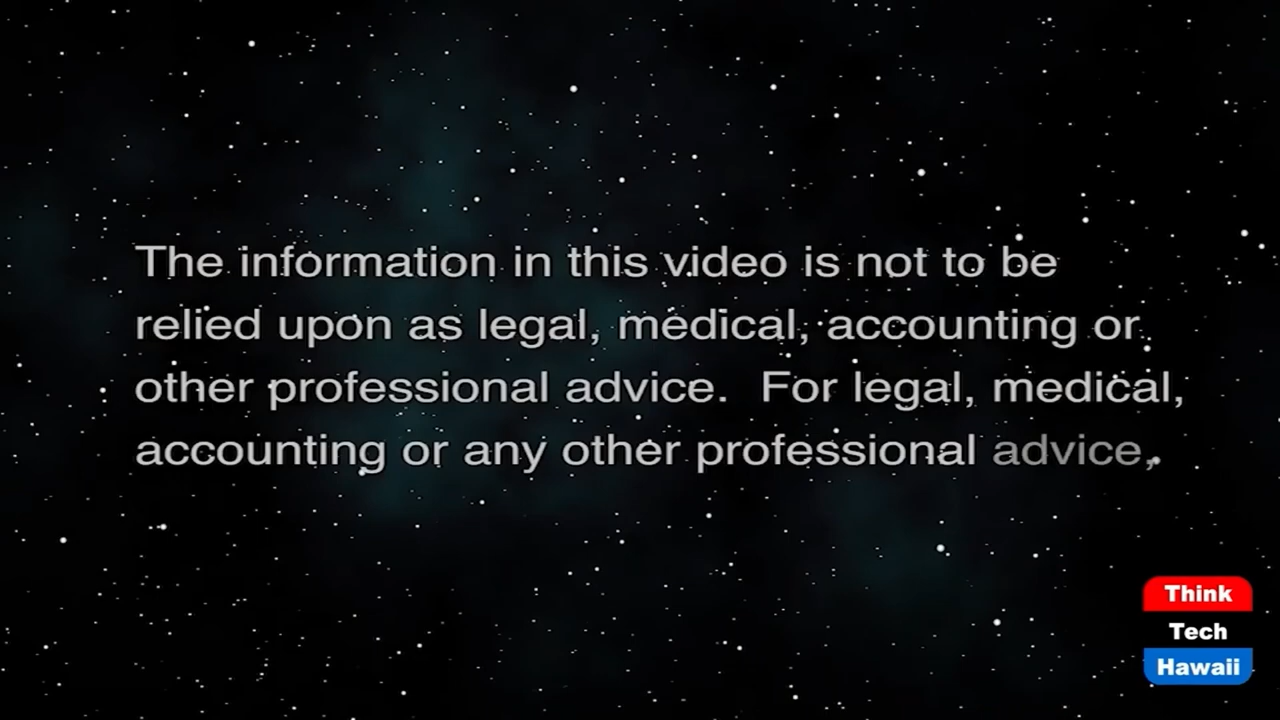 The information in this video is not to be
relied upon as legal, medical, accounting or
other professional advice.  For legal, medical,
accounting or any other professional advice,
Think
Tech
Hawaii